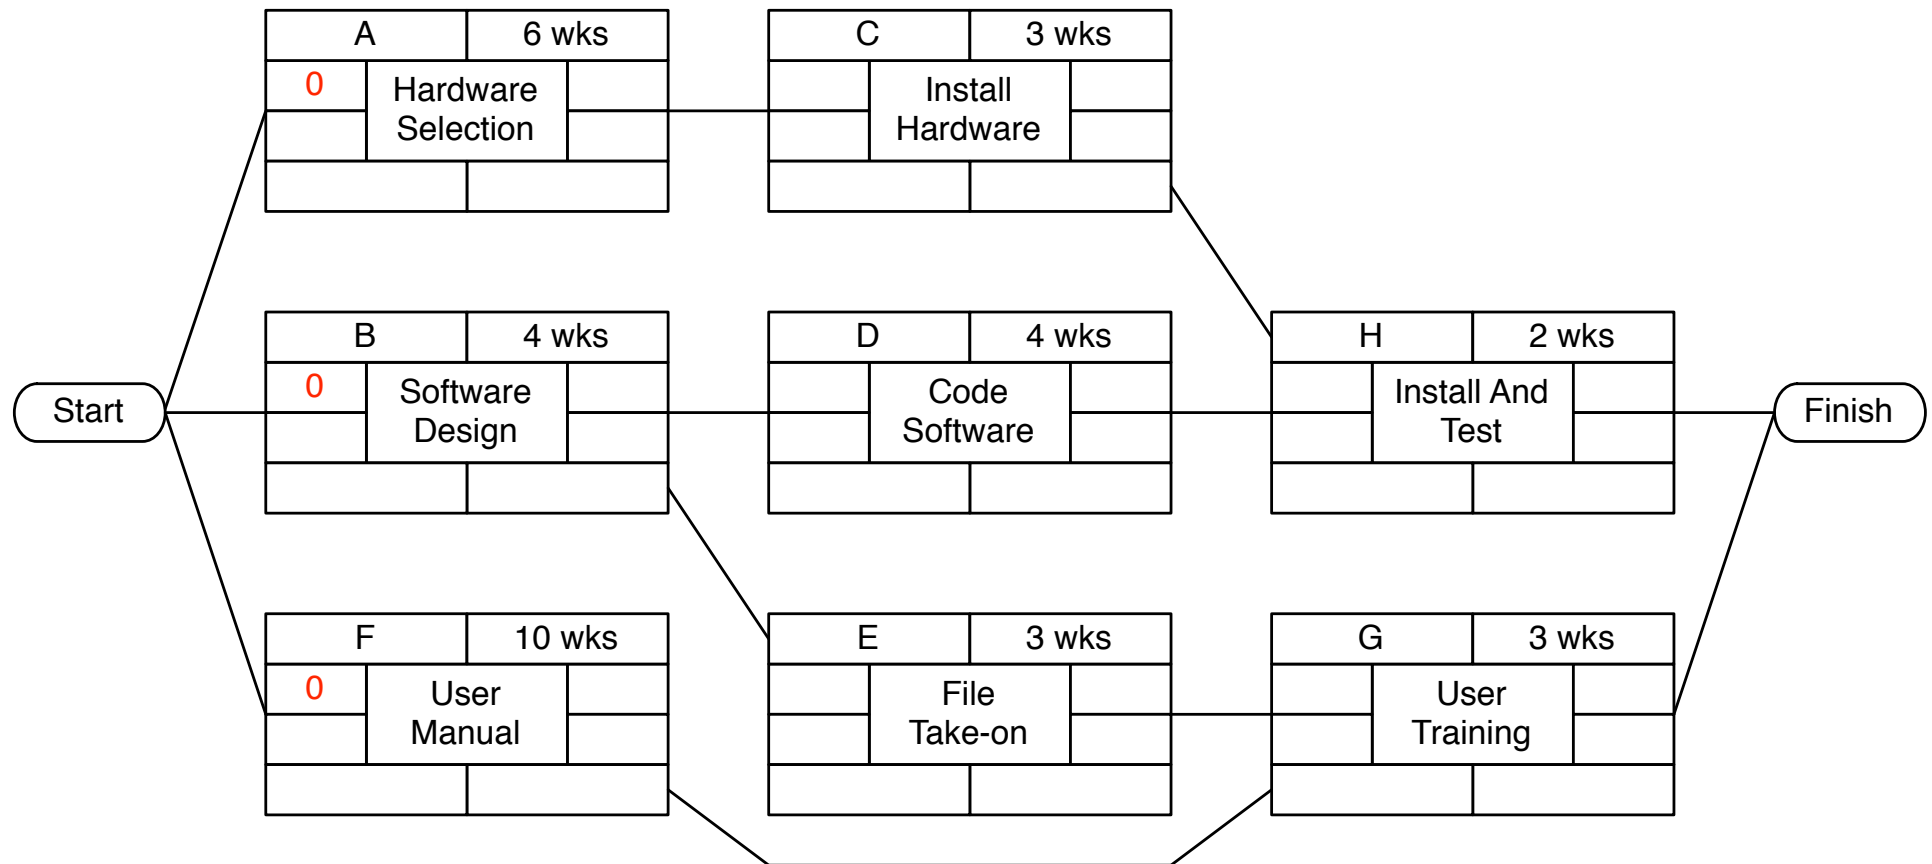 A 6 wks
C 3 wks
0 Hardware
Selection
Install
Hardware
B 4 wks
D 4 wks
H 2 wks
0 Software
Design
Code
Software
Install And
Test
Start
Finish
F 10 wks
E 3 wks
G 3 wks
0 User
Manual
File
Take-on
User
Training